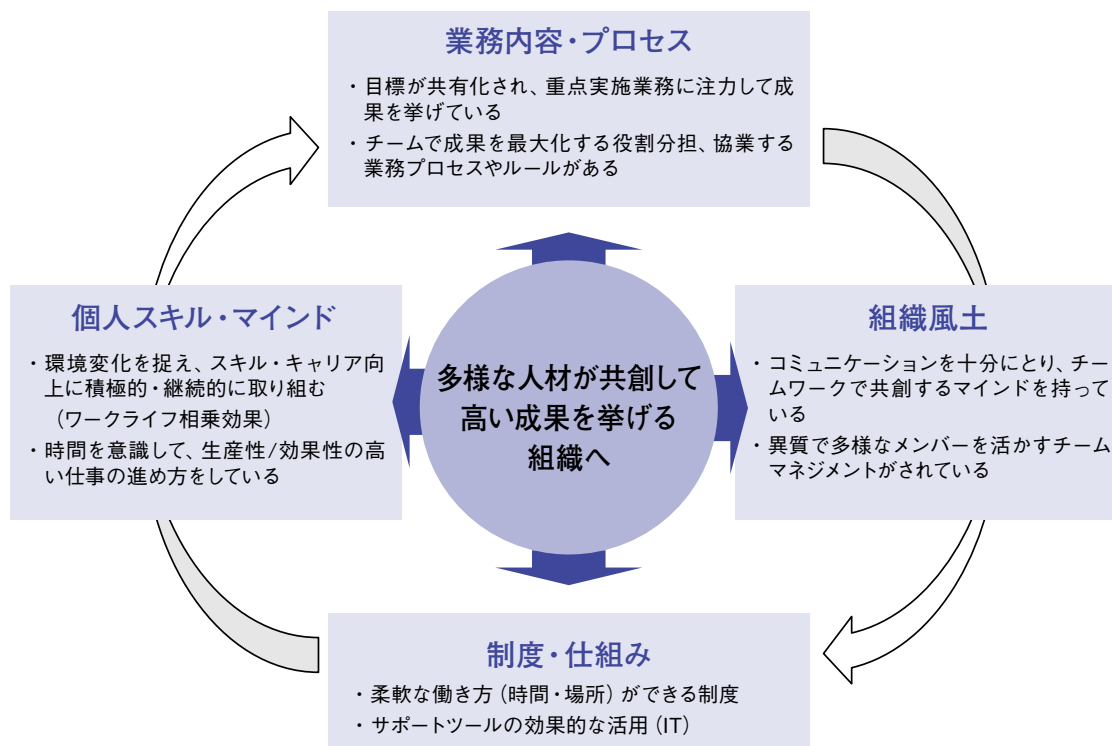 業務内容・プロセス
・目標が共有化され、重点実施業務に注力して成
果を挙げている
・チームで成果を最大化する役割分担、協業する
業務プロセスやルールがある
個人スキル・マインド
・環境変化を捉え、スキル・キャリア向
上に積極的・継続的に取り組む
（ワークライフ相乗効果）
・時間を意識して、生産性/効果性の高
い仕事の進め方をしている
多様な人材が共創して
高い成果を挙げる
組織へ
組織風土
・コミュニケーションを十分にとり、チー
ムワークで共創するマインドを持って
いる
・異質で多様なメンバーを活かすチーム
マネジメントがされている
制度・仕組み
・柔軟な働き方（時間・場所）ができる制度
・サポートツールの効果的な活用（IT）